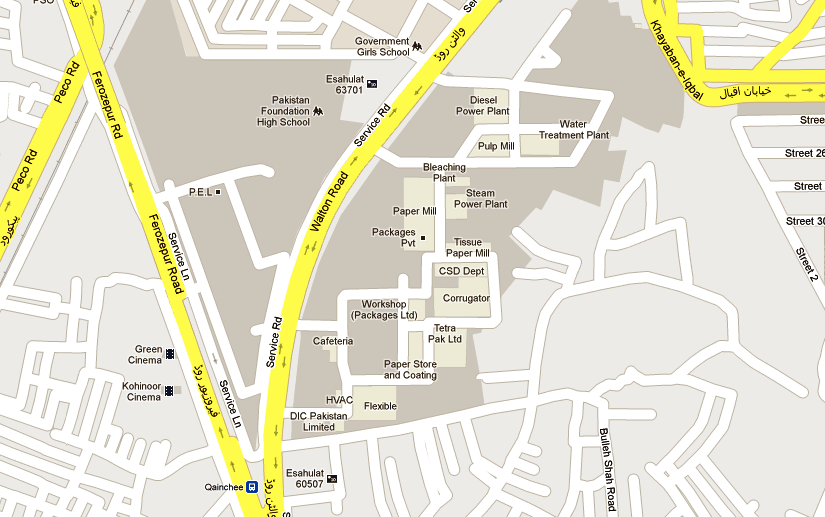 PSO
Peco Rd
Ferozepur Rd
Government
Girls School
والٹن روڈ
Esahulat
63701
Pakistan
Foundation
High School
Service Rd
Diesel
Power Plant
Water
Treatment Plant
Pulp Mill
Khayaban-e-Iqbal
خیابان اقبال
Street 26
Street
Street 30
Street 2
Peco Rd
پیکوروڈ
P.E.L
Walton Road
Bleaching
Plant
Steam
Power Plant
Paper Mill
Packages
Pvt
Tissue
Paper Mill
CSD Dept
Corrugator
Workshop
(Packages Ltd)
Tetra
Pak Ltd
Cafeteria
Paper Store
and Coating
HVAC
Flexible
DIC Pakistan
Limited
Ferozepur Road
Service Ln
Service Rd
Green
Cinema
Kohinoor
Cinema
فیروزپور روڈ
Service Ln
Bulleh Shah Road
Esahulat
60507
Qainchee
والٹن روڈ